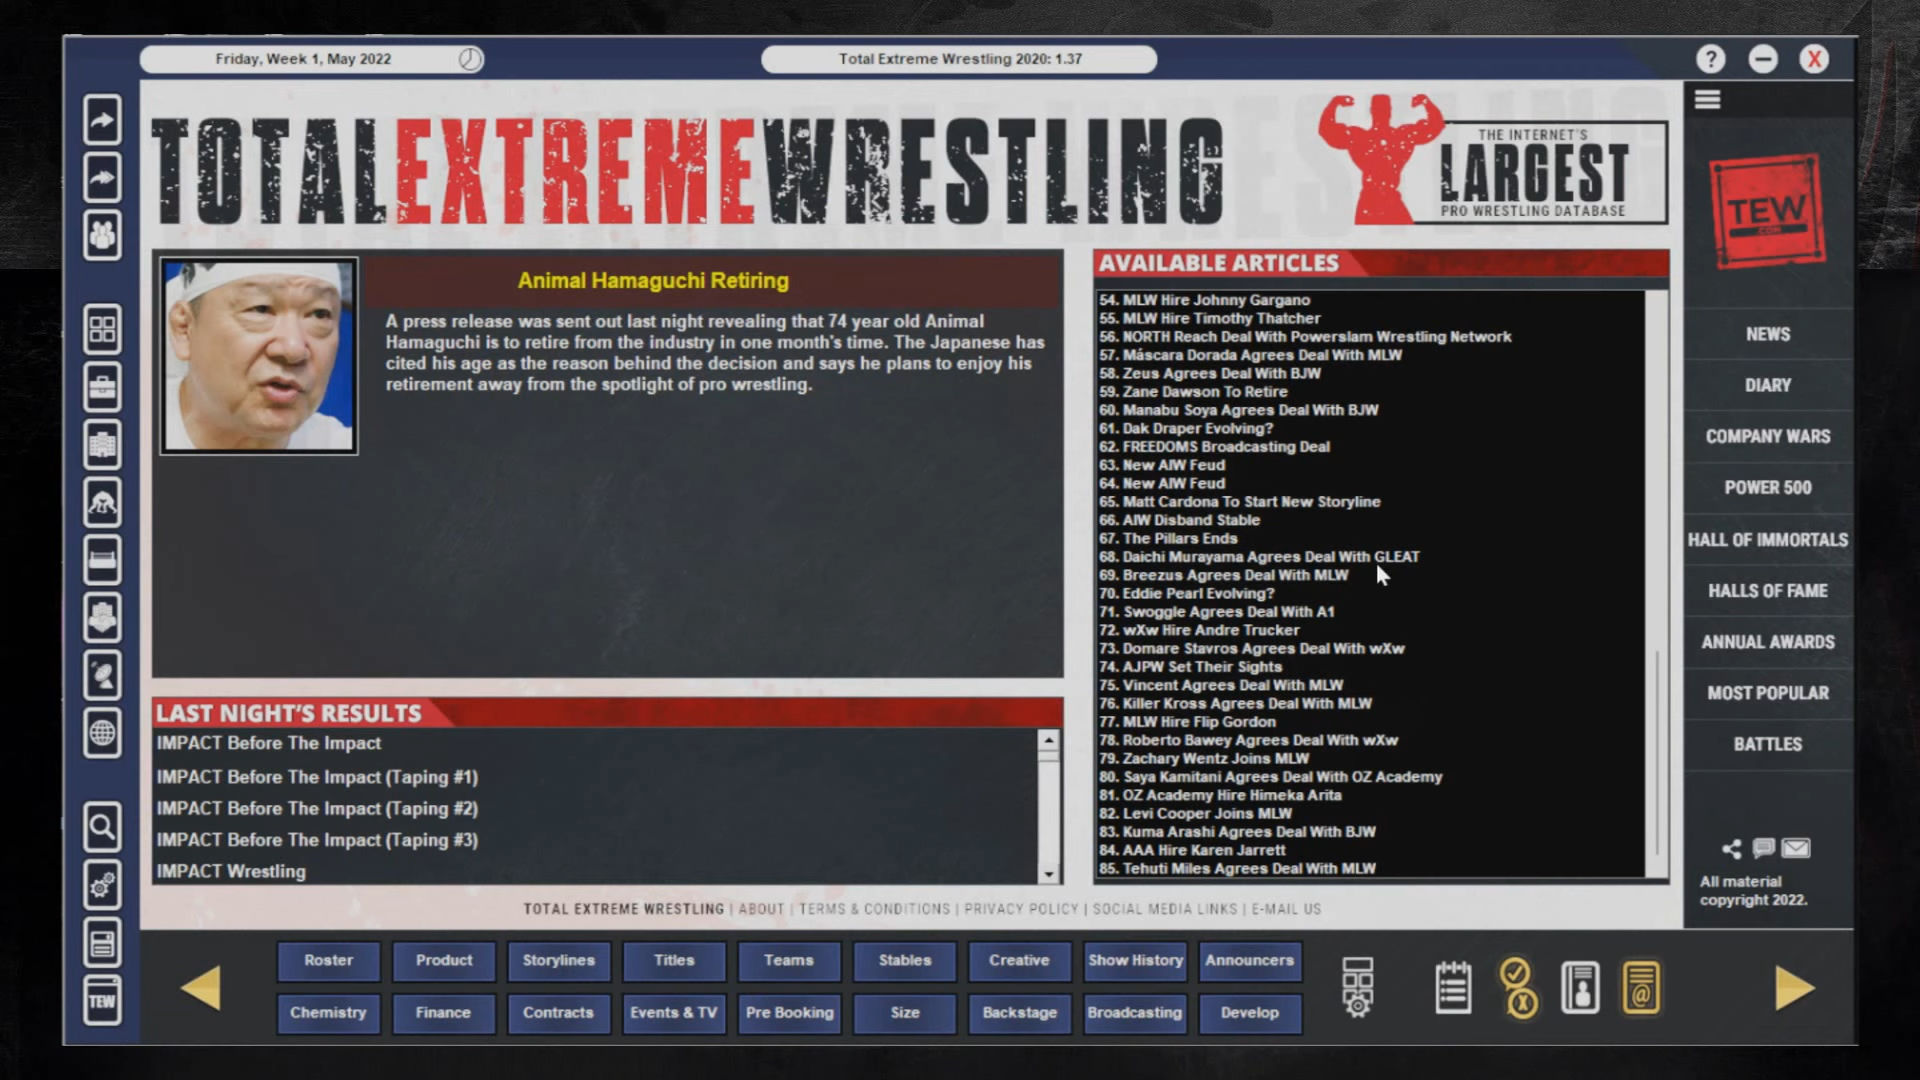 Friday, Week 1, May 2022
Total Extreme Wrestling 2020: 1.37
?
X
TOTALEXTREMEWRESTLING
THE INTERNET'S
LARGEST
PRO WRESTLING DATABASE
TEW
.COM
Animal Hamaguchi Retiring
A press release was sent out last night revealing that 74 year old Animal
Hamaguchi is to retire from the industry in one month's time. The Japanese has
cited his age as the reason behind the decision and says he plans to enjoy his
retirement away from the spotlight of pro wrestling.
LAST NIGHT'S RESULTS
IMPACT Before The Impact
IMPACT Before The Impact (Taping #1)
IMPACT Before The Impact (Taping #2)
IMPACT Before The Impact (Taping #3)
IMPACT Wrestling
AVAILABLE ARTICLES
54. MLW Hire Johnny Gargano
55. MLW Hire Timothy Thatcher
56. NORTH Reach Deal With Powerslam Wrestling Network
57. Máscara Dorada Agrees Deal With MLW
58. Zeus Agrees Deal With BJW
59. Zane Dawson To Retire
60. Manabu Soya Agrees Deal With BJW
61. Dak Draper Evolving?
62. FREEDOMS Broadcasting Deal
63. New AIW Feud
64. New AIW Feud
65. Matt Cardona To Start New Storyline
66. AIW Disband Stable
67. The Pillars Ends
68. Daichi Murayama Agrees Deal With GLEAT
69. Breezus Agrees Deal With MLW
70. Eddie Pearl Evolving?
71. Swoggle Agrees Deal With A1
72. wXw Hire Andre Trucker
73. Domare Stavros Agrees Deal With wXw
74. AJPW Set Their Sights
75. Vincent Agrees Deal With MLW
76. Killer Kross Agrees Deal With MLW
77. MLW Hire Flip Gordon
78. Roberto Bawey Agrees Deal With wXw
79. Zachary Wentz Joins MLW
80. Saya Kamitani Agrees Deal With OZ Academy
81. OZ Academy Hire Himeka Arita
82. Levi Cooper Joins MLW
83. Kuma Arashi Agrees Deal With BJW
84. AAA Hire Karen Jarrett
85. Tehuti Miles Agrees Deal With MLW
NEWS
DIARY
COMPANY WARS
POWER 500
HALL OF IMMORTALS
HALLS OF FAME
ANNUAL AWARDS
MOST POPULAR
BATTLES
All material
copyright 2022.
TOTAL EXTREME WRESTLING | ABOUT | TERMS & CONDITIONS | PRIVACY POLICY | SOCIAL MEDIA LINKS | E-MAIL US
Roster
Product
Storylines
Titles
Teams
Stables
Creative
Show History
Announcers
Chemistry
Finance
Contracts
Events & TV
Pre Booking
Size
Backstage
Broadcasting
Develop
TEW